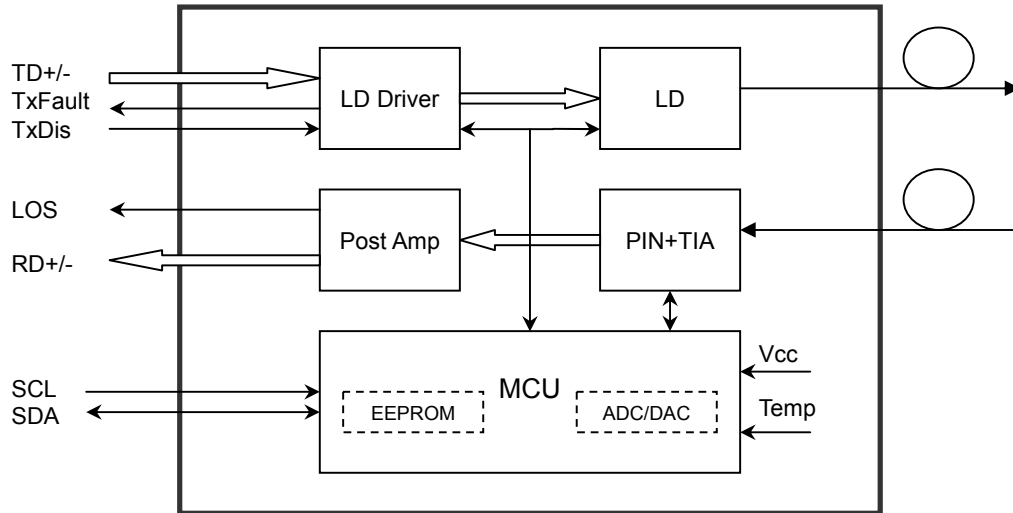 TD+/-
TxFault
TxDis
LD Driver
LD
LOS
RD+/-
Post Amp
PIN+TIA
SCL
SDA
MCU
EEPROM
ADC/DAC
Vcc
Temp